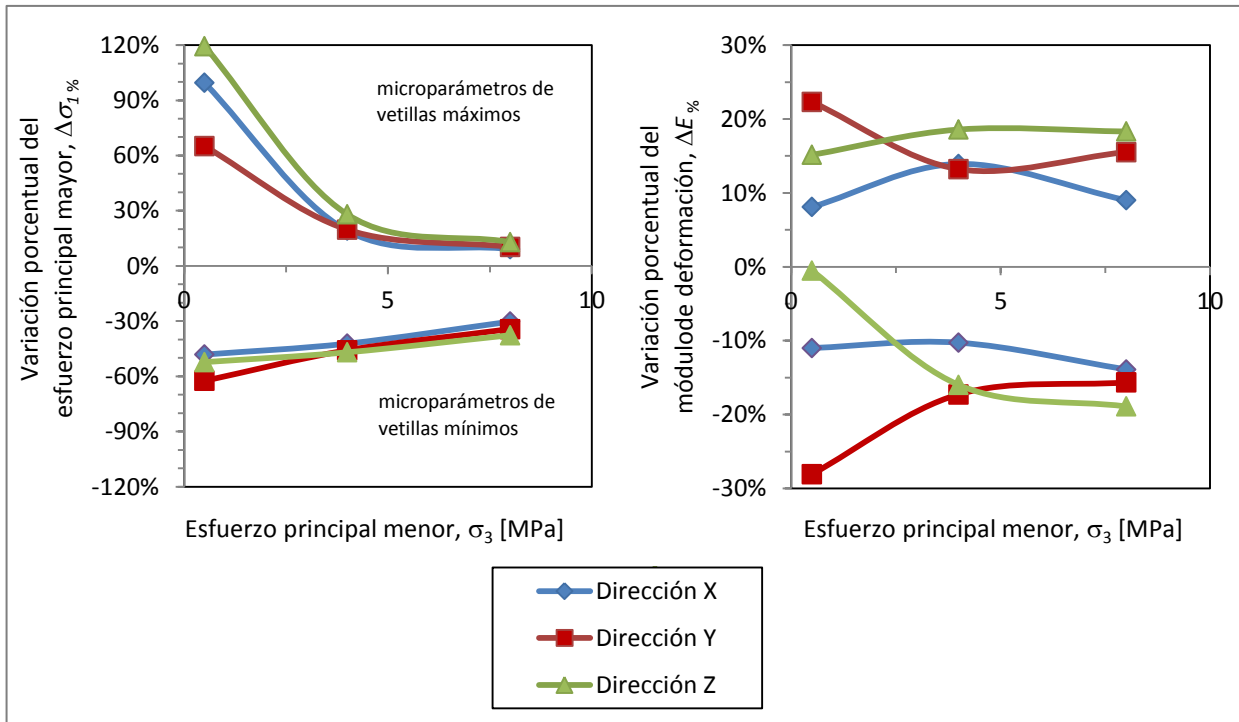 Variación porcentual del
esfuerzo principal mayor, Δσ1%
120%
90%
60%
30%
0%
-30%
-60%
-90%
-120%
microparámetros de
vetillas máximos
microparámetros de
vetillas mínimos
0
5
10
Esfuerzo principal menor, σ3 [MPa]
Variación porcentual del
módulode deformación, ΔE %
30%
20%
10%
0%
-10%
-20%
-30%
0
5
10
Esfuerzo principal menor, σ3 [MPa]
Dirección X
Dirección Y
Dirección Z